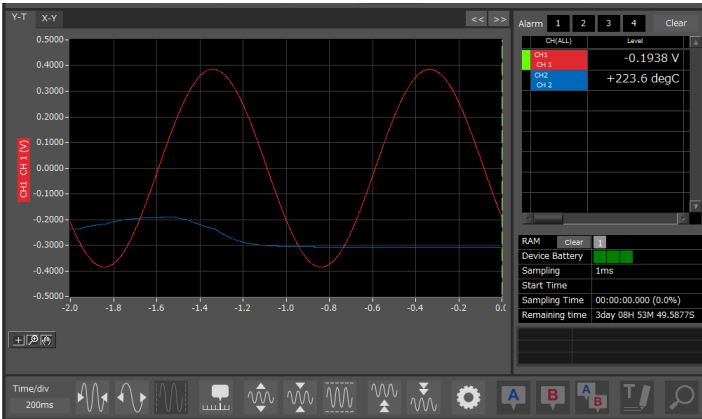 Y-T X-Y << >>
0.5000
0.4000
0.3000
0.2000
0.1000
0.0000
-0.1000
-0.2000
-0.3000
-0.4000
-0.5000
CH1 CH 1 (V)
-2.0 -1.8 -1.6 -1.4 -1.2 -1.0 -0.8 -0.6 -0.4 -0.2 0.0
Time/div
200ms
Alarm 1 2 3 4 Clear
CH(ALL) Level
CH1
CH 1 -0.1938 V
CH2
CH 2 +223.6 degC
RAM Clear 1
Device Battery
Sampling 1ms
Start Time
Sampling Time 00:00:00.000 (0.0%)
Remaining time 3day 08H 53M 49.5877S
A B A B T